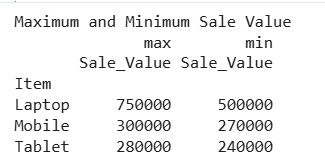 Maximum and Minimum Sale Value
max min
Sale_Value Sale_Value
Item
Laptop 750000 500000
Mobile 300000 270000
Tablet 280000 240000